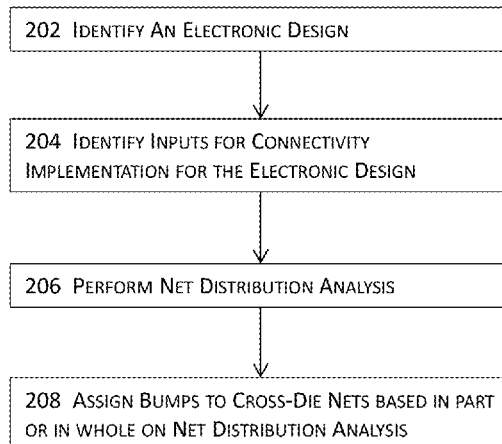 202 IDENTIFY AN ELECTRONIC DESIGN
204 IDENTIFY INPUTS FOR CONNECTIVITY
IMPLEMENTATION FOR THE ELECTRONIC DESIGN
206 PERFORM NET DISTRIBUTION ANALYSIS
208 ASSIGN BUMPS TO CROSS-DIE NETS BASED IN PART
OR IN WHOLE ON NET DISTRIBUTION ANALYSIS